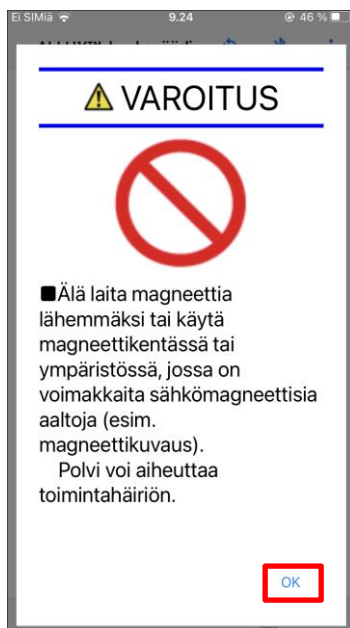 Ei SIMiä 9.24 46 %
VAROITUS
■Älä laita magneettia
lähemmäksi tai käytä
magneettikentässä tai
ympäristössä, jossa on
voimakkaita sähkömagneettisia
aaltoja (esim.
magneettikuvaus).
Polvi voi aiheuttaa
toimintahäiriön.
OK